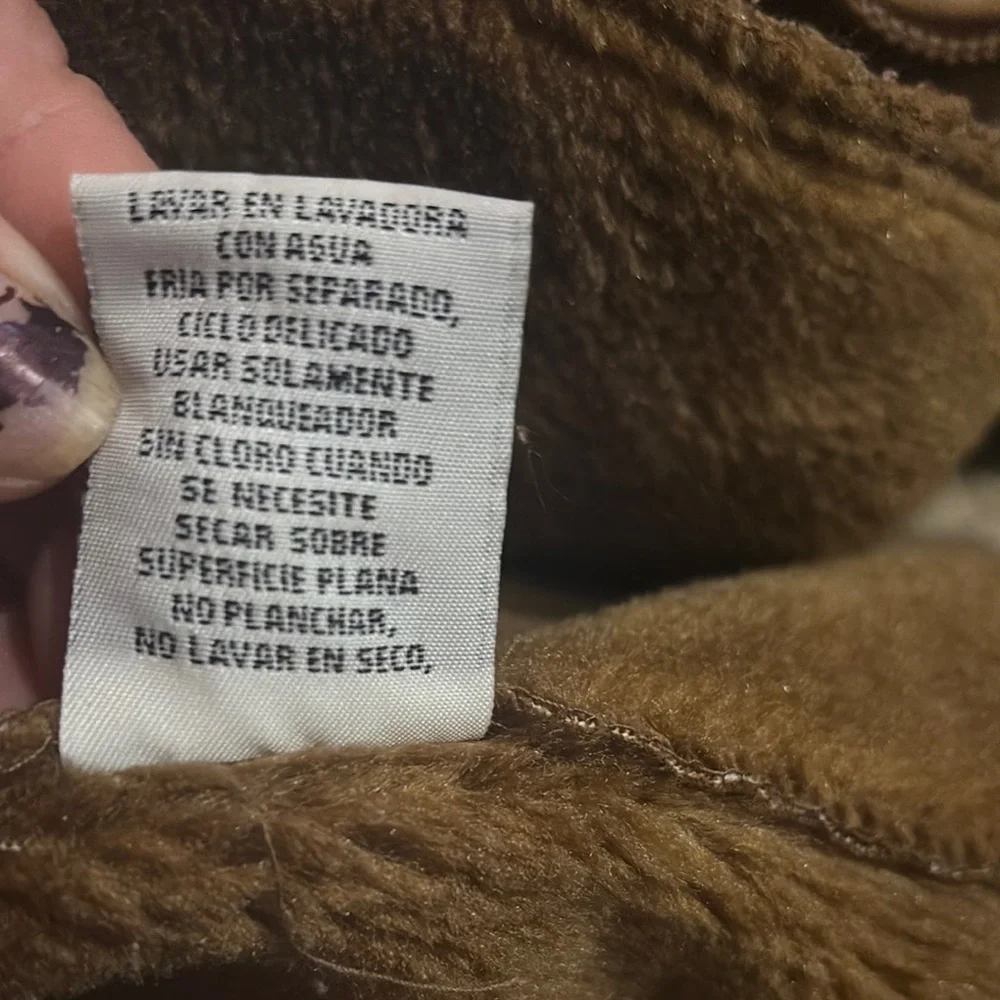 LAVAR EN LAVADORA
CON AGUA
FRIA POR SEPARADO,
CICLO DELICADO
USAR SOLAMENTE
BLANQUEADOR
SIN CLORO CUANDO
SE NECESITE
SECAR SOBRE
SUPERFICIE PLANA
NO PLANCHAR,
NO LAVAR EN SECO,